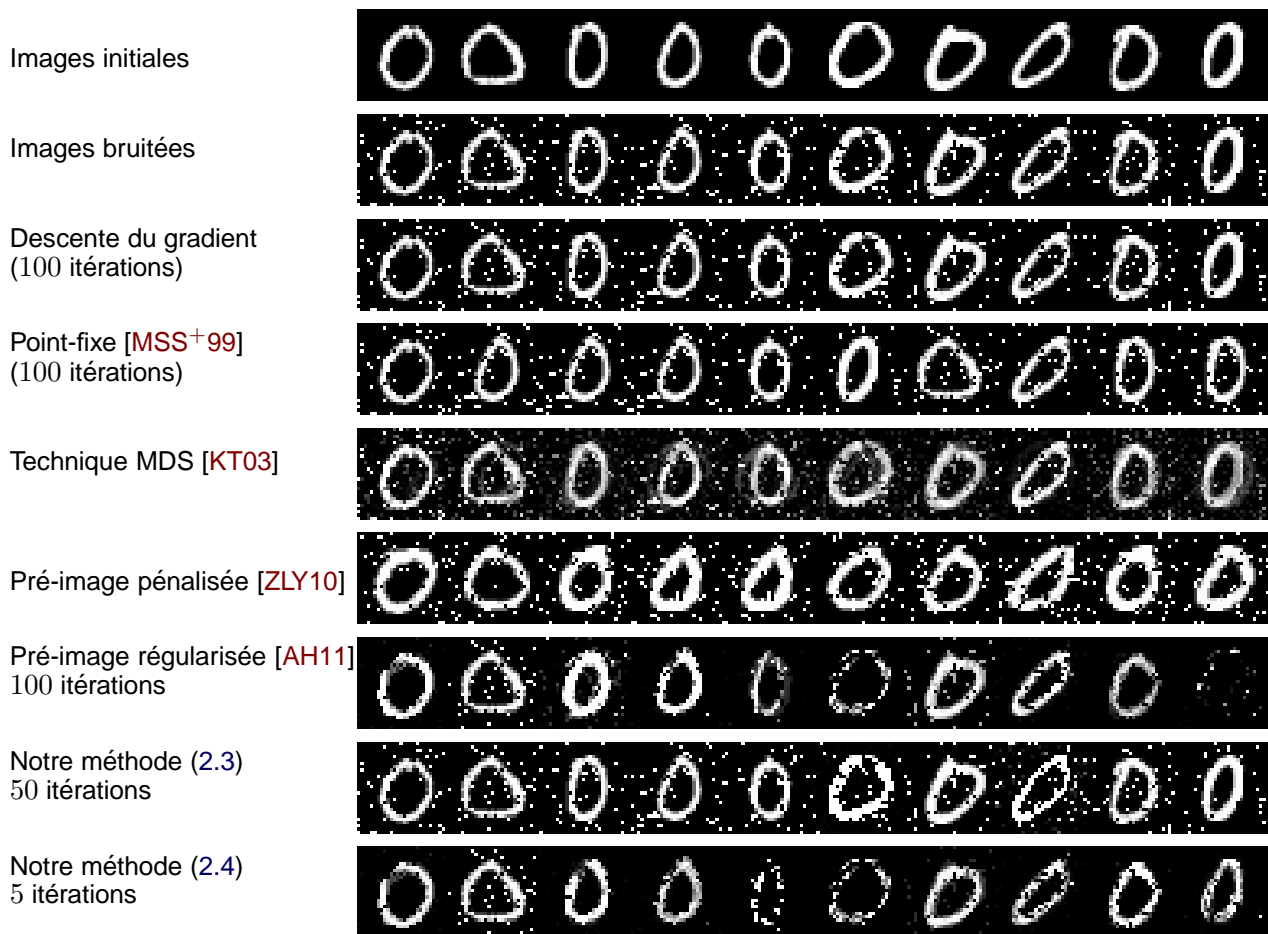 Images initiales
Images bruitées
Descente du gradient
(100 itérations)
Point-fixe [MSS+99]
(100 itérations)
Technique MDS [KT03]
Pré-image pénalisée [ZLY10]
Pré-image régularisée [AH11]
100 itérations
Notre méthode (2.3)
50 itérations
Notre méthode (2.4)
5 itérations